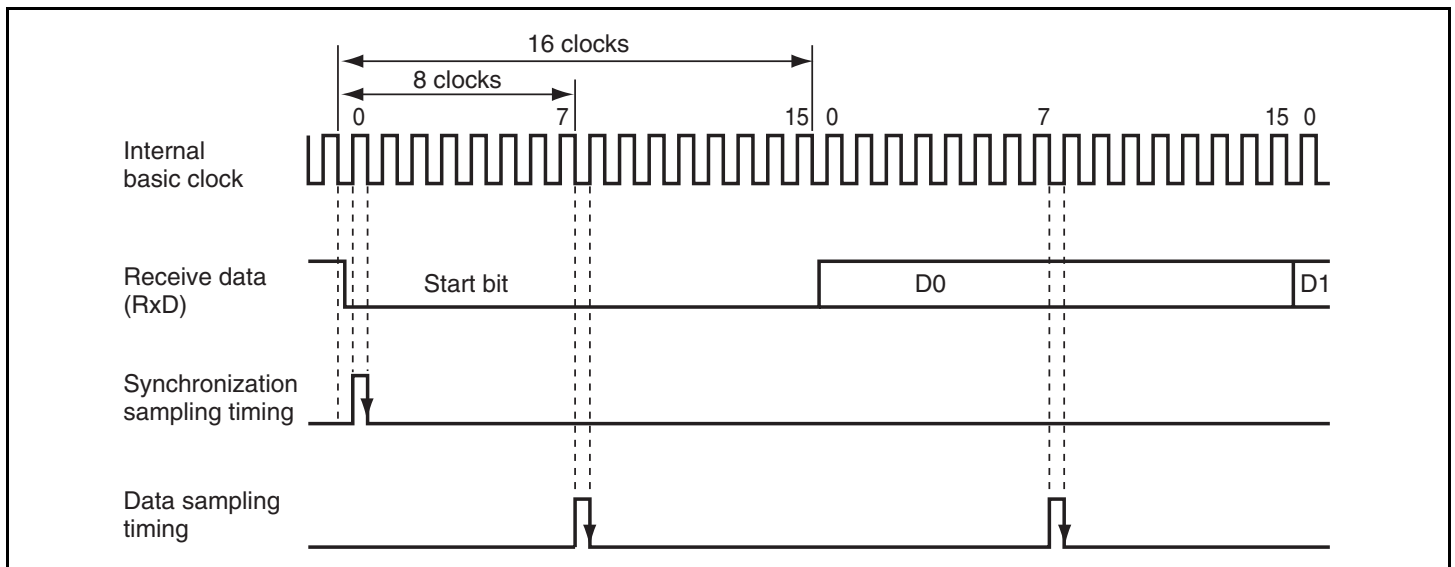 16 clocks
8 clocks
0 7 15 0 7 15 0
Internal
basic clock
Receive data
(RxD)
Start bit D0 D1
Synchronization
sampling timing
Data sampling
timing